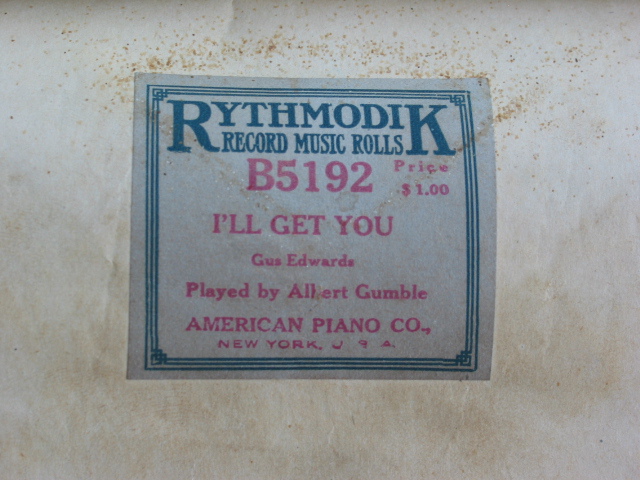 RYTHMODIK
RECORD MUSIC ROLLS
B5192 Price
$1.00
I'LL GET YOU
Gus Edwards
Played by Albert Gumble
AMERICAN PIANO CO.,
NEW YORK, U S A.